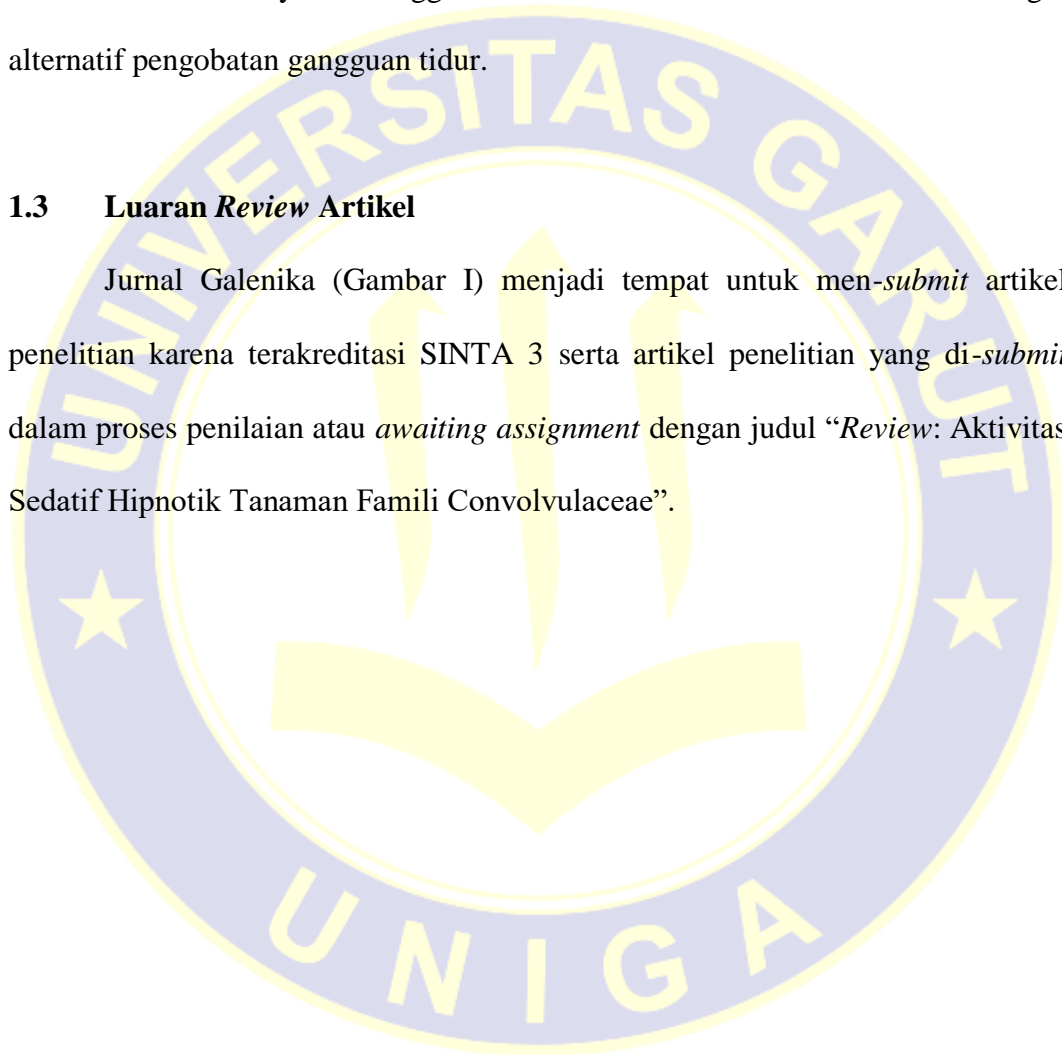 alternatif pengobatan gangguan tidur.
1.3 Luaran Review Artikel
Jurnal Galenika (Gambar I) menjadi tempat untuk men-submit artikel
penelitian karena terakreditasi SINTA 3 serta artikel penelitian yang di-submit
dalam proses penilaian atau awaiting assignment dengan judul “Review: Aktivitas
Sedatif Hipnotik Tanaman Famili Convolvulaceae”.
UNIVERSITAS GARUT
UNIGA